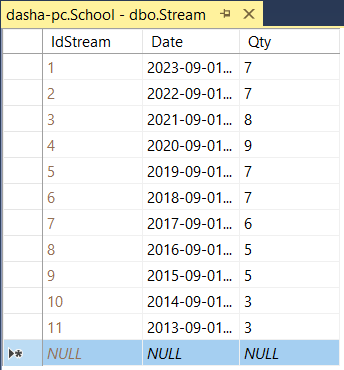 dasha-pc.School - dbo.Stream
IdStream Date Qty
1 2023-09-01... 7
2 2022-09-01... 7
3 2021-09-01... 8
4 2020-09-01... 9
5 2019-09-01... 7
6 2018-09-01... 7
7 2017-09-01... 6
8 2016-09-01... 5
9 2015-09-01... 5
10 2014-09-01... 3
11 2013-09-01... 3
NULL NULL NULL